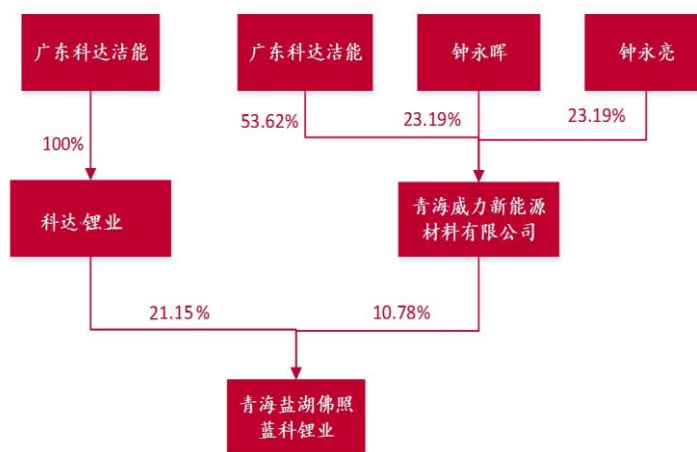 广东科达洁能
广东科达洁能
钟永晖
钟永亮
53.62%
23.19%
23.19%
100%
科达锂业
青海威力新能源
材料有限公司
21.15%
10.78%
青海盐湖佛照
蓝科锂业